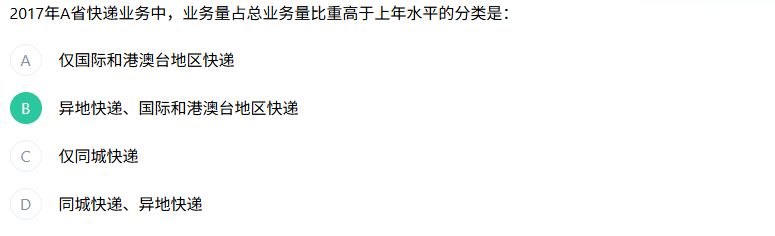 2017年A省快递业务中，业务量占总业务量比重高于上年水平的分类是：
A 仅国际和港澳台地区快递
B 异地快递、国际和港澳台地区快递
C 仅同城快递
D 同城快递、异地快递